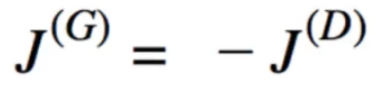 J^(G) = − J^(D)